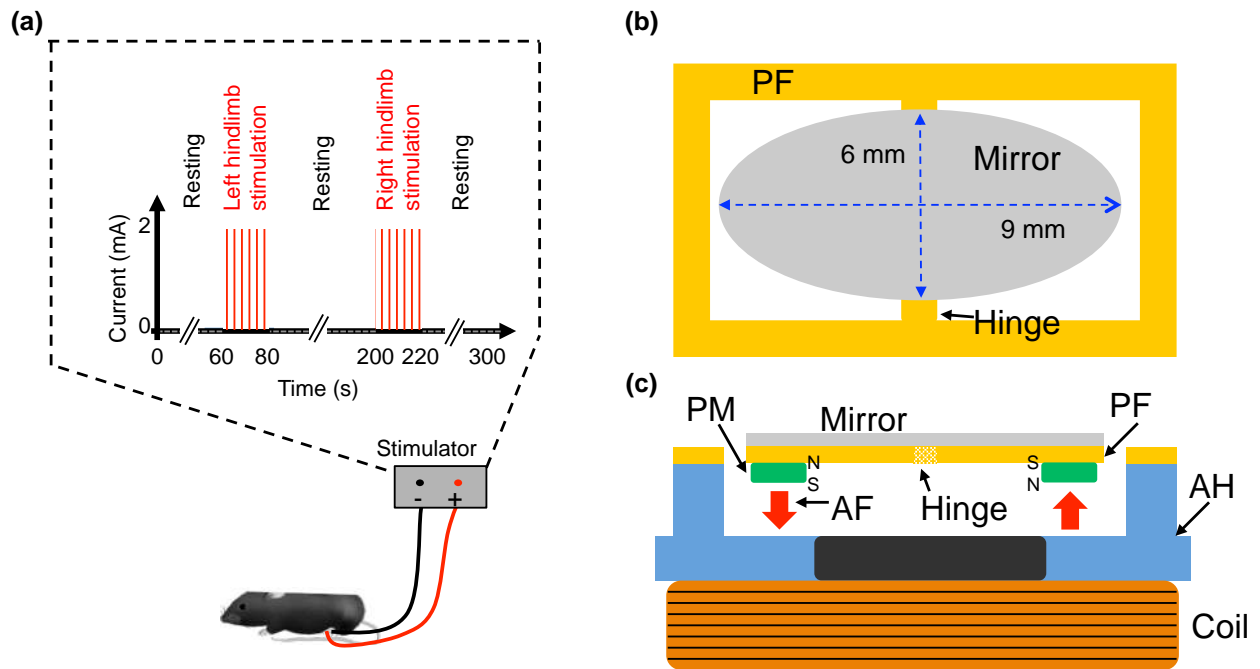 (a)
Resting
Left hindlimb
stimulation
Resting
Right hindlimb
stimulation
Resting
Current (mA)
2
0
0
60
80
200
220
300
Time (s)
Stimulator
-
+
(b)
PF
6 mm
Mirror
9 mm
Hinge
(c)
PM
Mirror
PF
N
S
S
N
AF
Hinge
AH
Coil